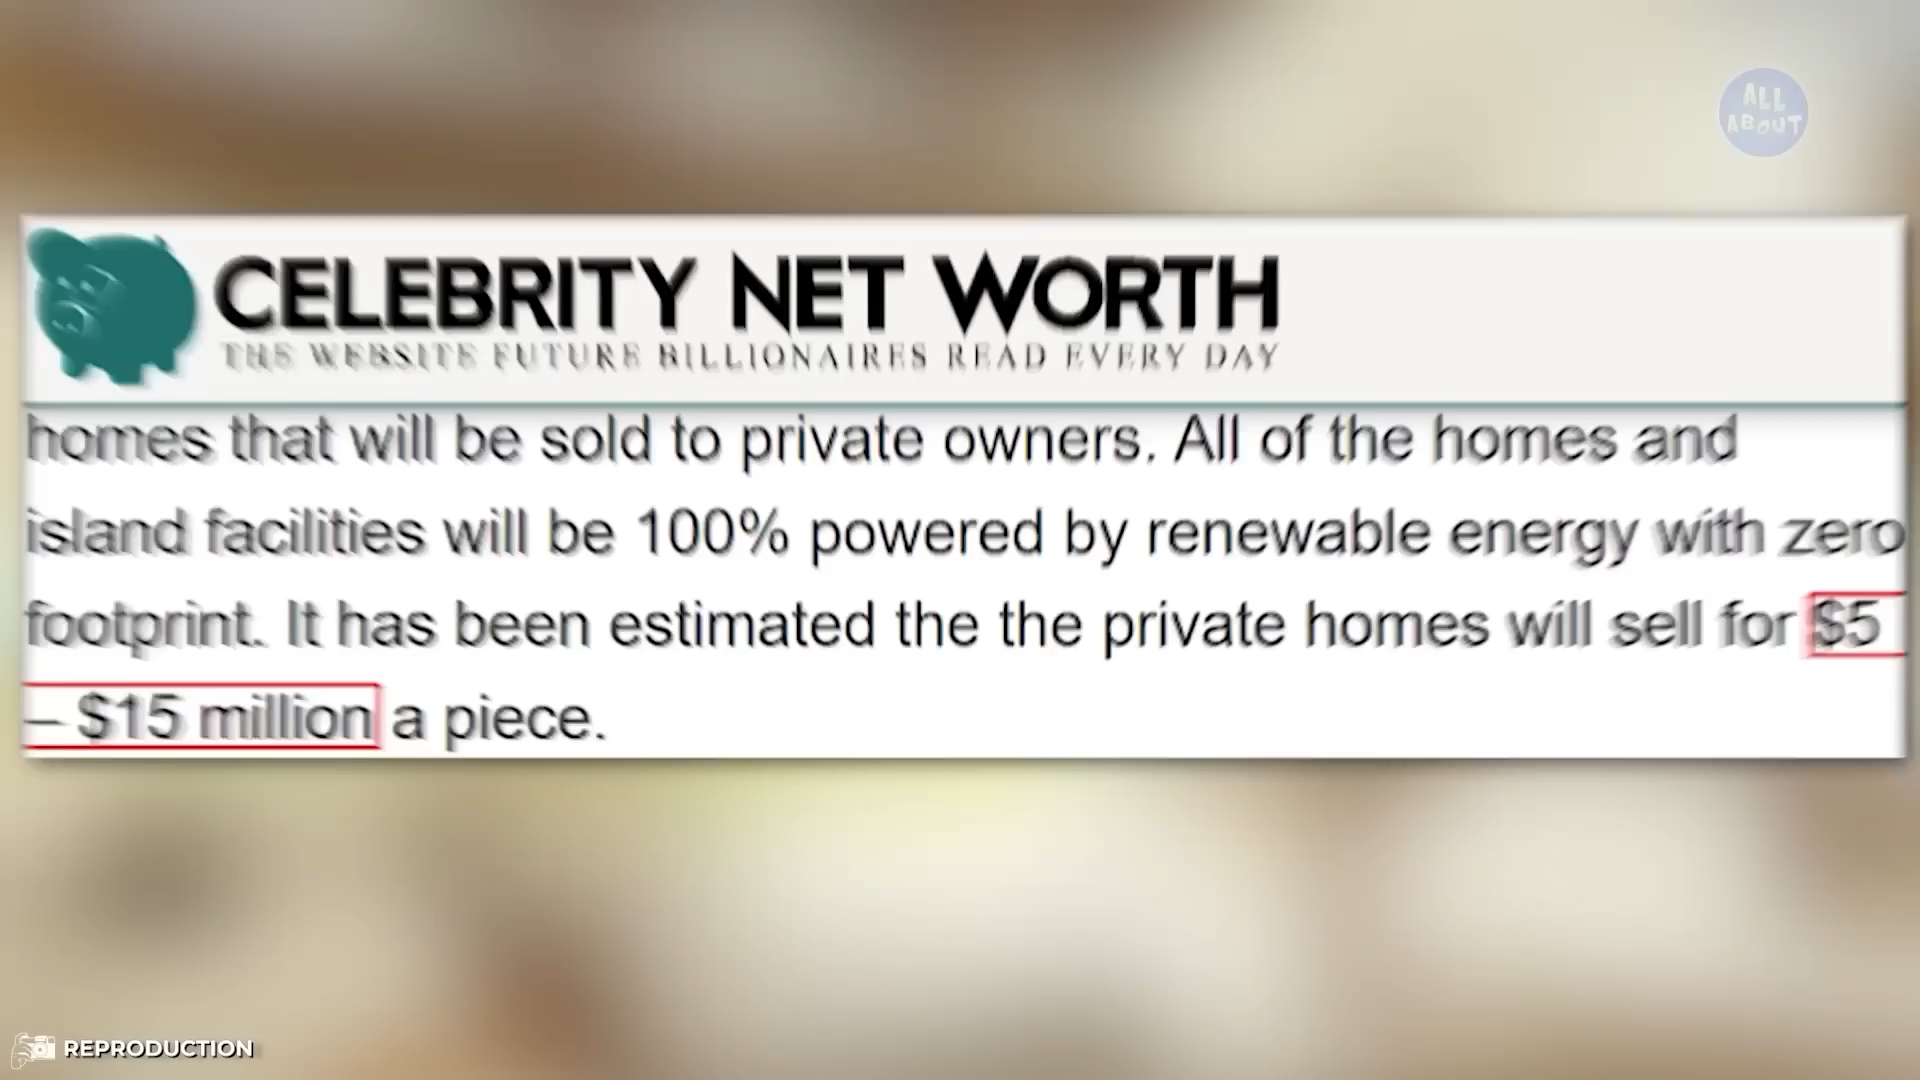 ALL
ABOUT
CELEBRITY NET WORTH
THE WEBSITE FUTURE BILLIONAIRES READ EVERY DAY
homes that will be sold to private owners. All of the homes and
island facilities will be 100% powered by renewable energy with zero
footprint. It has been estimated the the private homes will sell for $5
– $15 million a piece.
REPRODUCTION